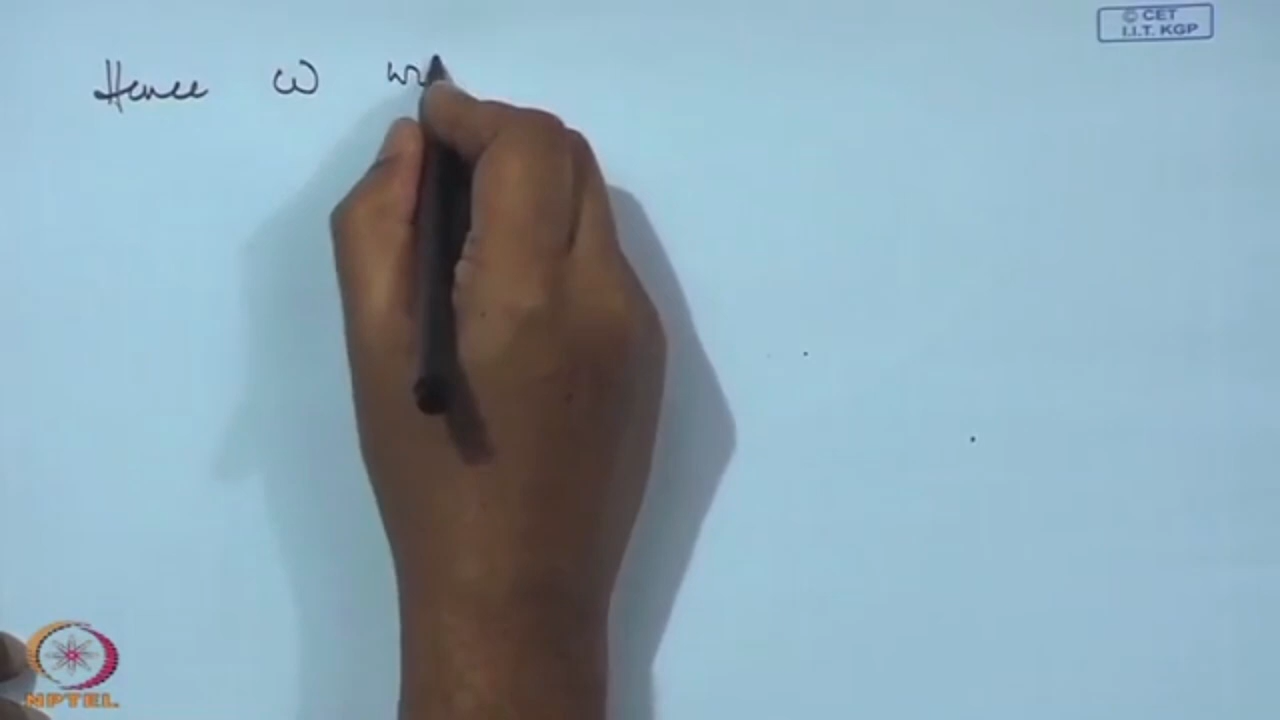 © CET
I.I.T. KGP
Hence ω
NPTEL